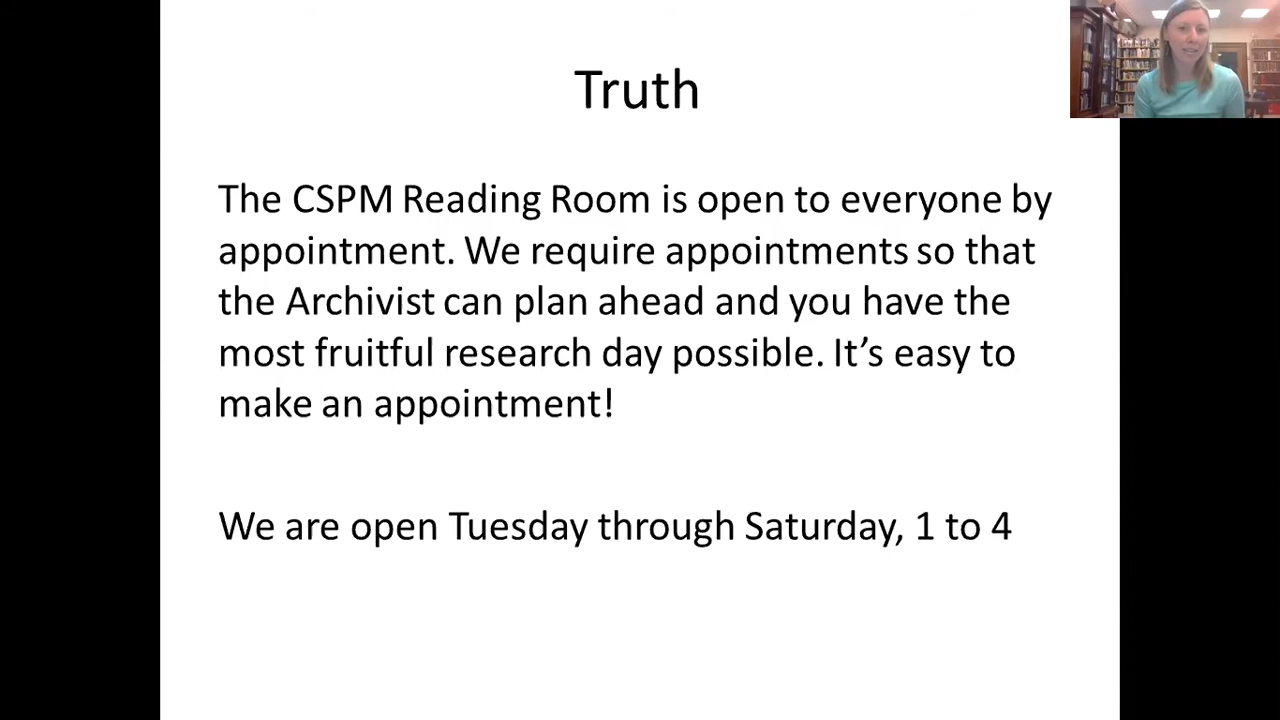 Truth
The CSPM Reading Room is open to everyone by
appointment. We require appointments so that
the Archivist can plan ahead and you have the
most fruitful research day possible. It’s easy to
make an appointment!
We are open Tuesday through Saturday, 1 to 4